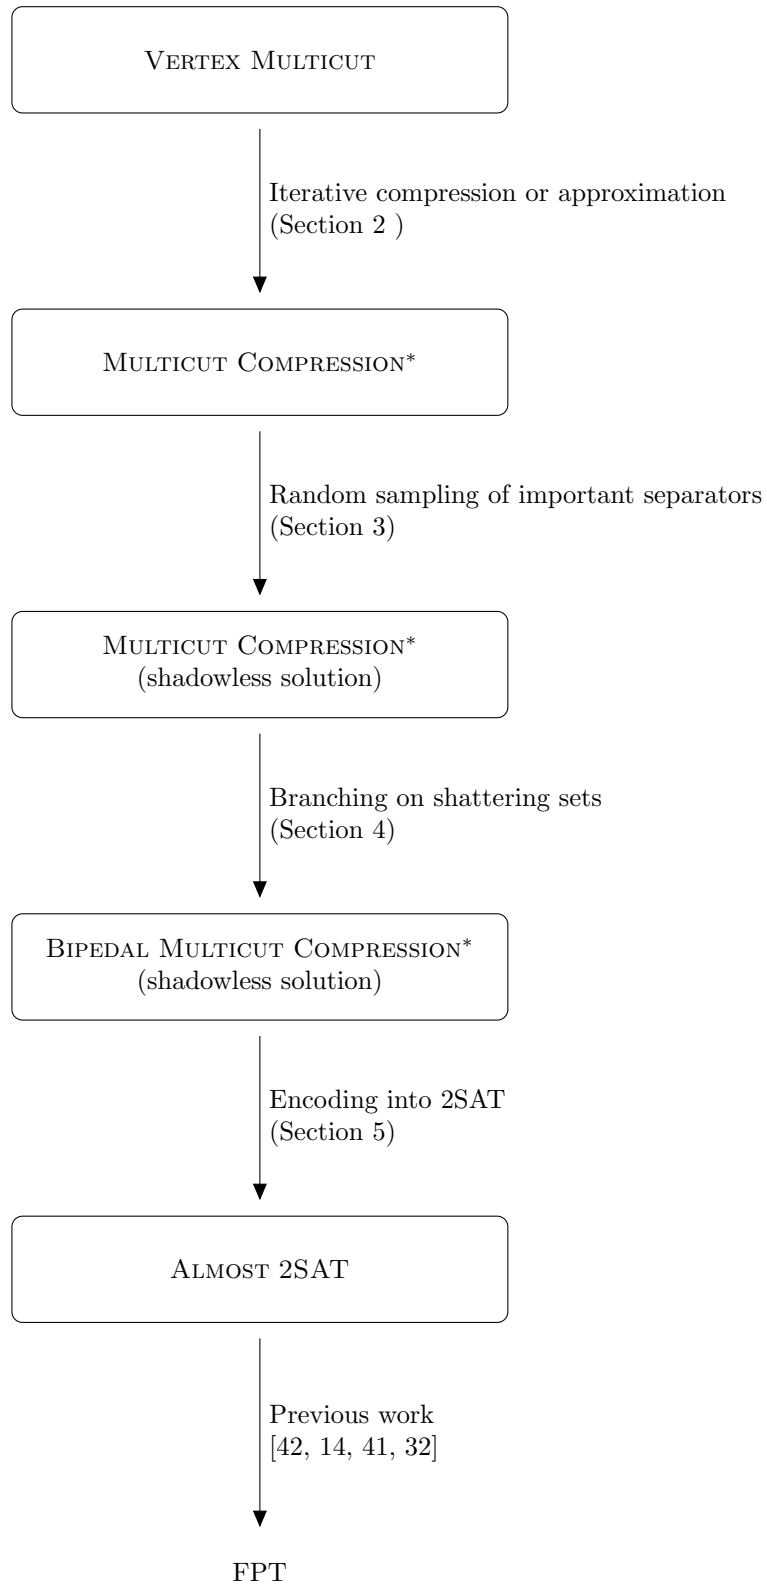 Vertex Multicut
Iterative compression or approximation
(Section 2 )
Multicut Compression*
Random sampling of important separators
(Section 3)
Multicut Compression*
(shadowless solution)
Branching on shattering sets
(Section 4)
Bipedal Multicut Compression*
(shadowless solution)
Encoding into 2SAT
(Section 5)
Almost 2SAT
Previous work
[42, 14, 41, 32]
FPT